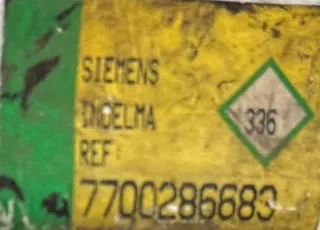 SIEMENS
INDELMA
336
REF:
7700286683